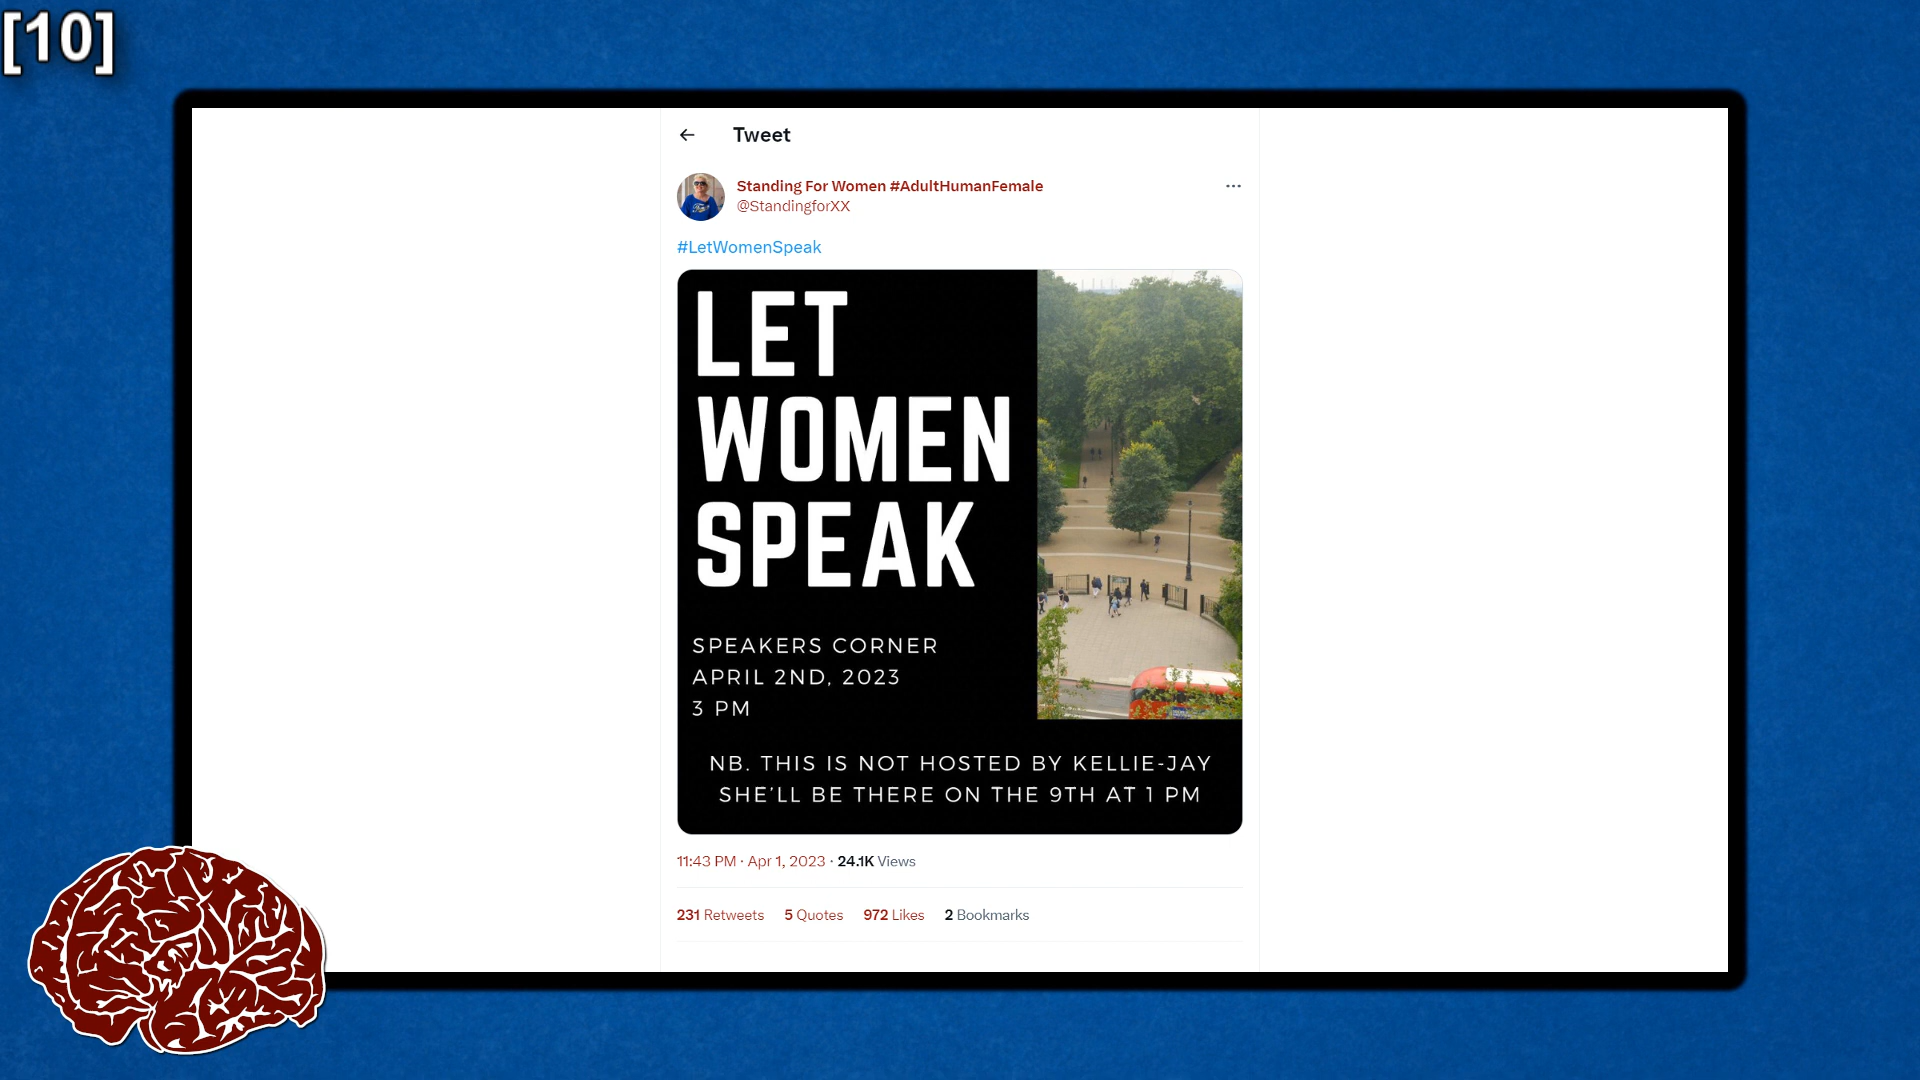 [10]
Tweet
Standing For Women #AdultHumanFemale
@StandingforXX
#LetWomenSpeak
LET
WOMEN
SPEAK
SPEAKERS CORNER
APRIL 2ND, 2023
3 PM
NB. THIS IS NOT HOSTED BY KELLIE-JAY
SHE'LL BE THERE ON THE 9TH AT 1 PM
11:43 PM · Apr 1, 2023 · 24.1K Views
231 Retweets 5 Quotes 972 Likes 2 Bookmarks